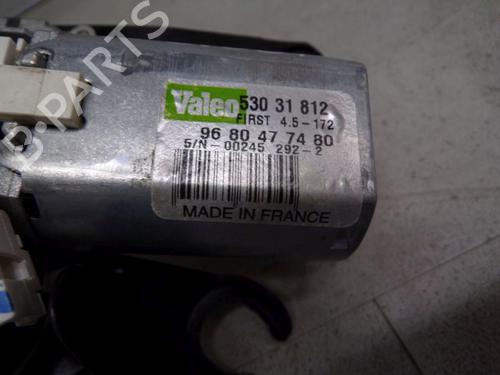 B-PARTS
Valeo 530 31 812
FIRST 4.5-172
96 80 47 74 80
S/N-00245 292-2
MADE IN FRANCE